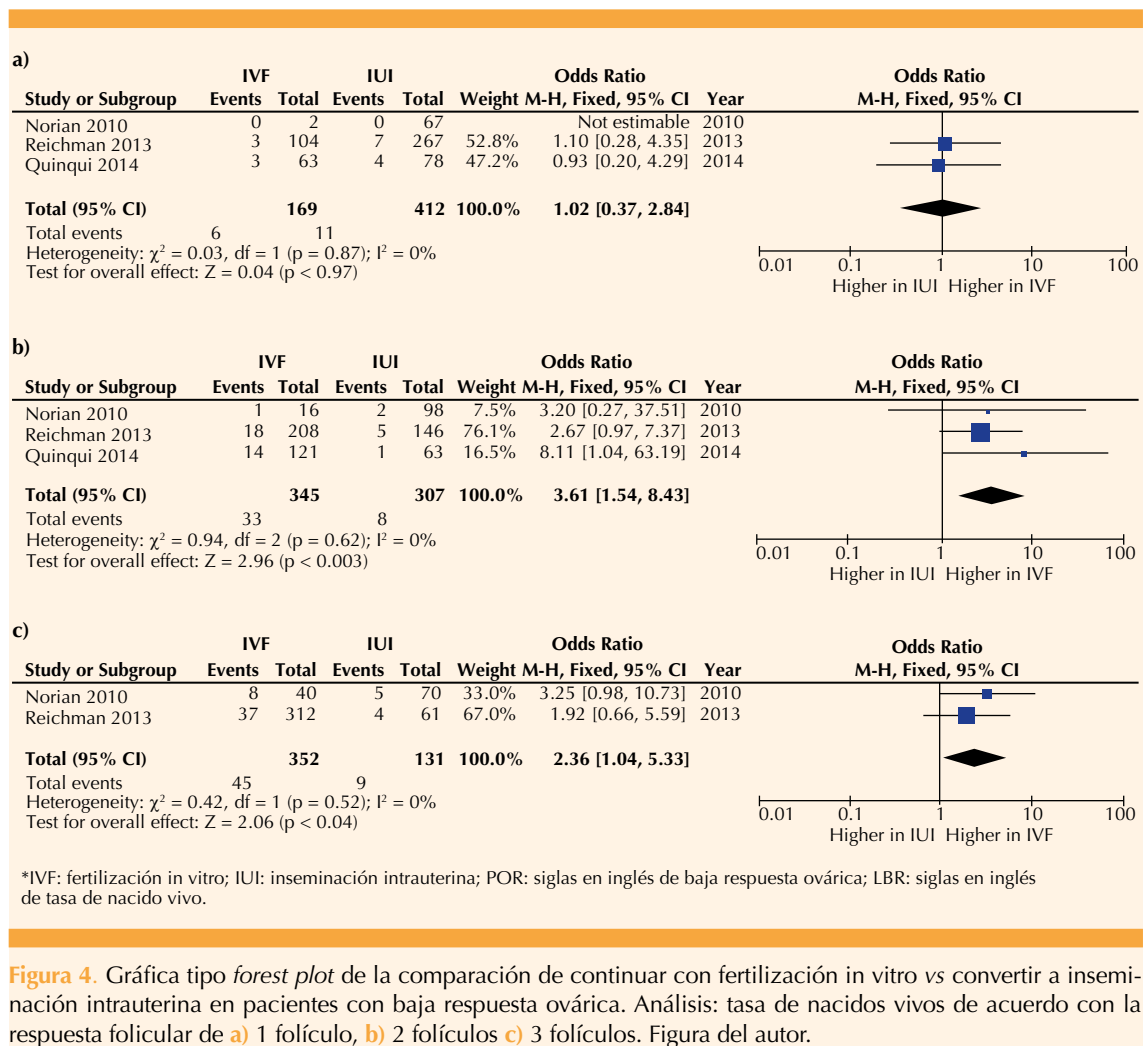 a)
IVF IUI Odds Ratio Odds Ratio
Study or Subgroup Events Total Events Total Weight M-H, Fixed, 95% CI Year M-H, Fixed, 95% CI
Norian 2010 0 2 0 67 Not estimable 2010
Reichman 2013 3 104 7 267 52.8% 1.10 [0.28, 4.35] 2013
Quinqui 2014 3 63 4 78 47.2% 0.93 [0.20, 4.29] 2014
Total (95% CI) 169 412 100.0% 1.02 [0.37, 2.84]
Total events 6 11
Heterogeneity: χ² = 0.03, df = 1 (p = 0.87); I² = 0%
Test for overall effect: Z = 0.04 (p < 0.97)
0.01 0.1 1 10 100
Higher in IUI Higher in IVF
b)
IVF IUI Odds Ratio Odds Ratio
Study or Subgroup Events Total Events Total Weight M-H, Fixed, 95% CI Year M-H, Fixed, 95% CI
Norian 2010 1 16 2 98 7.5% 3.20 [0.27, 37.51] 2010
Reichman 2013 18 208 5 146 76.1% 2.67 [0.97, 7.37] 2013
Quinqui 2014 14 121 1 63 16.5% 8.11 [1.04, 63.19] 2014
Total (95% CI) 345 307 100.0% 3.61 [1.54, 8.43]
Total events 33 8
Heterogeneity: χ² = 0.94, df = 2 (p = 0.62); I² = 0%
Test for overall effect: Z = 2.96 (p < 0.003)
0.01 0.1 1 10 100
Higher in IUI Higher in IVF
c)
IVF IUI Odds Ratio Odds Ratio
Study or Subgroup Events Total Events Total Weight M-H, Fixed, 95% CI Year M-H, Fixed, 95% CI
Norian 2010 8 40 5 70 33.0% 3.25 [0.98, 10.73] 2010
Reichman 2013 37 312 4 61 67.0% 1.92 [0.66, 5.59] 2013
Total (95% CI) 352 131 100.0% 2.36 [1.04, 5.33]
Total events 45 9
Heterogeneity: χ² = 0.42, df = 1 (p = 0.52); I² = 0%
Test for overall effect: Z = 2.06 (p < 0.04)
0.01 0.1 1 10 100
Higher in IUI Higher in IVF
*IVF: fertilización in vitro; IUI: inseminación intrauterina; POR: siglas en inglés de baja respuesta ovárica; LBR: siglas en inglés
de tasa de nacido vivo.
Figura 4. Gráfica tipo forest plot de la comparación de continuar con fertilización in vitro vs convertir a insemi-
nación intrauterina en pacientes con baja respuesta ovárica. Análisis: tasa de nacidos vivos de acuerdo con la
respuesta folicular de a) 1 folículo, b) 2 folículos c) 3 folículos. Figura del autor.